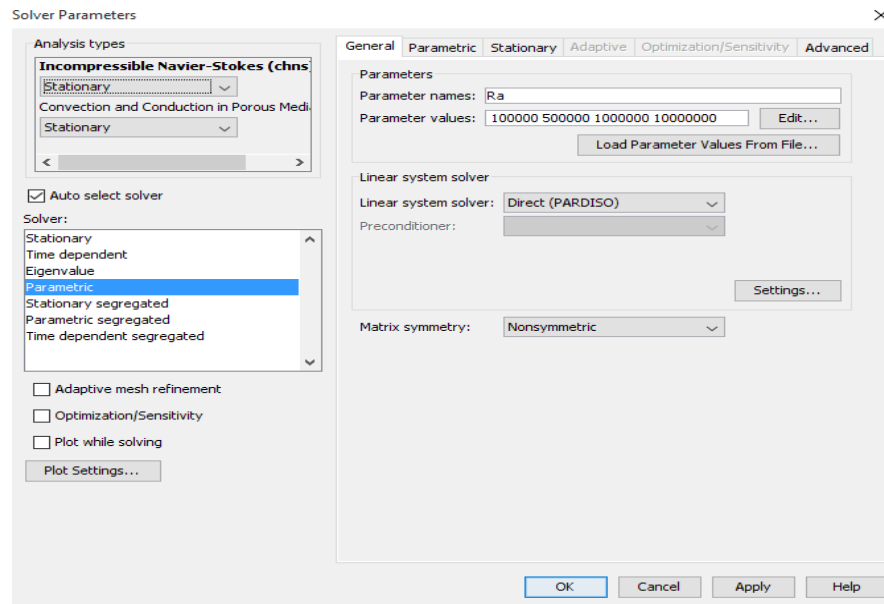 Solver Parameters
Analysis types
Incompressible Navier-Stokes (chns
Stationary
Convection and Conduction in Porous Medi
Stationary
Auto select solver
Solver:
Stationary
Time dependent
Eigenvalue
Parametric
Stationary segregated
Parametric segregated
Time dependent segregated
Adaptive mesh refinement
Optimization/Sensitivity
Plot while solving
Plot Settings...
General Parametric Stationary Adaptive Optimization/Sensitivity Advanced
Parameters
Parameter names: Ra
Parameter values: 100000 500000 1000000 10000000 Edit...
Load Parameter Values From File...
Linear system solver
Linear system solver: Direct (PARDISO)
Preconditioner:
Settings...
Matrix symmetry: Nonsymmetric
OK Cancel Apply Help